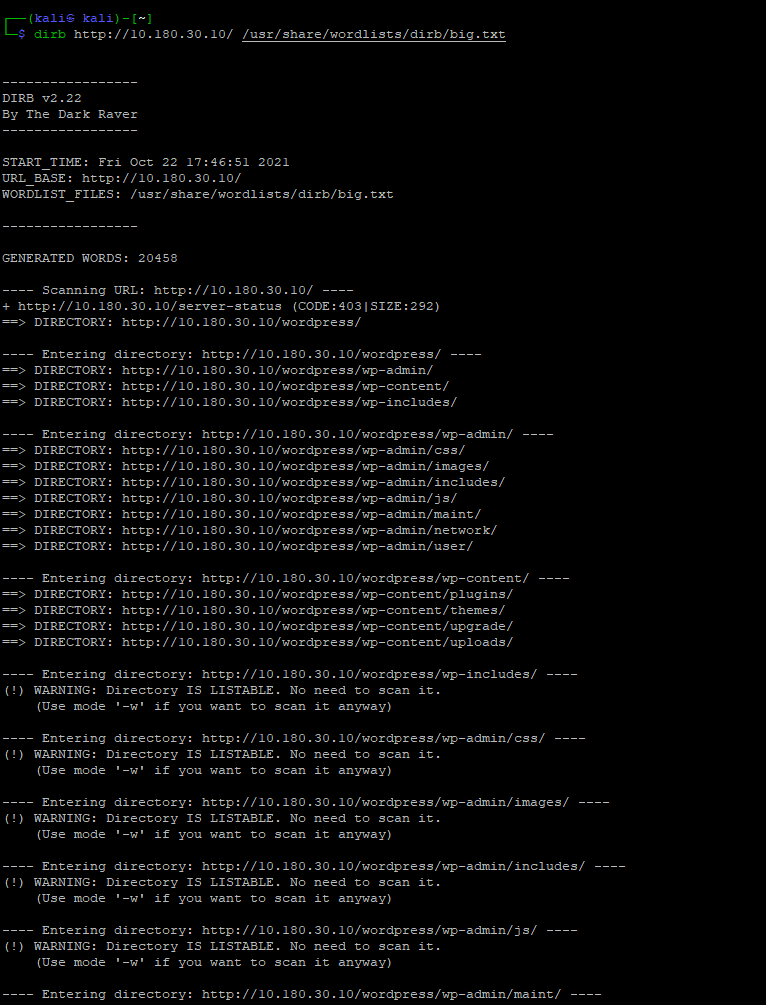 ┌──(kali㉿ kali)-[~]
└─$ dirb http://10.180.30.10/ /usr/share/wordlists/dirb/big.txt
-----------------
DIRB v2.22
By The Dark Raver
-----------------
START_TIME: Fri Oct 22 17:46:51 2021
URL_BASE: http://10.180.30.10/
WORDLIST_FILES: /usr/share/wordlists/dirb/big.txt
-----------------
GENERATED WORDS: 20458
---- Scanning URL: http://10.180.30.10/ ----
+ http://10.180.30.10/server-status (CODE:403|SIZE:292)
==> DIRECTORY: http://10.180.30.10/wordpress/
---- Entering directory: http://10.180.30.10/wordpress/ ----
==> DIRECTORY: http://10.180.30.10/wordpress/wp-admin/
==> DIRECTORY: http://10.180.30.10/wordpress/wp-content/
==> DIRECTORY: http://10.180.30.10/wordpress/wp-includes/
---- Entering directory: http://10.180.30.10/wordpress/wp-admin/ ----
==> DIRECTORY: http://10.180.30.10/wordpress/wp-admin/css/
==> DIRECTORY: http://10.180.30.10/wordpress/wp-admin/images/
==> DIRECTORY: http://10.180.30.10/wordpress/wp-admin/includes/
==> DIRECTORY: http://10.180.30.10/wordpress/wp-admin/js/
==> DIRECTORY: http://10.180.30.10/wordpress/wp-admin/maint/
==> DIRECTORY: http://10.180.30.10/wordpress/wp-admin/network/
==> DIRECTORY: http://10.180.30.10/wordpress/wp-admin/user/
---- Entering directory: http://10.180.30.10/wordpress/wp-content/ ----
==> DIRECTORY: http://10.180.30.10/wordpress/wp-content/plugins/
==> DIRECTORY: http://10.180.30.10/wordpress/wp-content/themes/
==> DIRECTORY: http://10.180.30.10/wordpress/wp-content/upgrade/
==> DIRECTORY: http://10.180.30.10/wordpress/wp-content/uploads/
---- Entering directory: http://10.180.30.10/wordpress/wp-includes/ ----
(!) WARNING: Directory IS LISTABLE. No need to scan it.
(Use mode '-w' if you want to scan it anyway)
---- Entering directory: http://10.180.30.10/wordpress/wp-admin/css/ ----
(!) WARNING: Directory IS LISTABLE. No need to scan it.
(Use mode '-w' if you want to scan it anyway)
---- Entering directory: http://10.180.30.10/wordpress/wp-admin/images/ ----
(!) WARNING: Directory IS LISTABLE. No need to scan it.
(Use mode '-w' if you want to scan it anyway)
---- Entering directory: http://10.180.30.10/wordpress/wp-admin/includes/ ----
(!) WARNING: Directory IS LISTABLE. No need to scan it.
(Use mode '-w' if you want to scan it anyway)
---- Entering directory: http://10.180.30.10/wordpress/wp-admin/js/ ----
(!) WARNING: Directory IS LISTABLE. No need to scan it.
(Use mode '-w' if you want to scan it anyway)
---- Entering directory: http://10.180.30.10/wordpress/wp-admin/maint/ ----